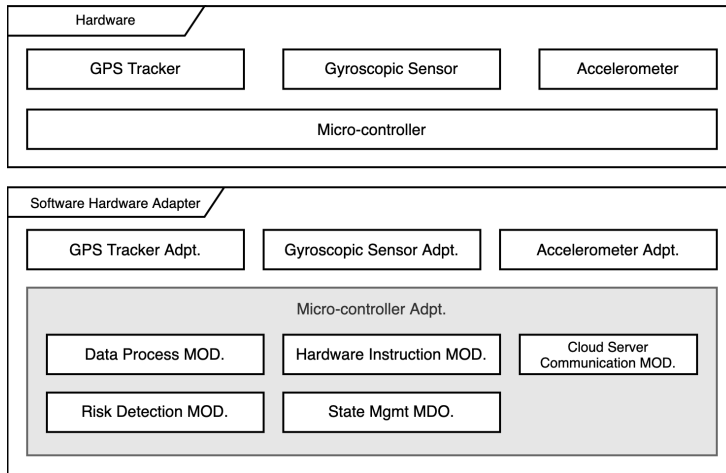 Hardware
GPS Tracker
Gyroscopic Sensor
Accelerometer
Micro-controller
Software Hardware Adapter
GPS Tracker Adpt.
Gyroscopic Sensor Adpt.
Accelerometer Adpt.
Micro-controller Adpt.
Data Process MOD.
Hardware Instruction MOD.
Cloud Server
Communication MOD.
Risk Detection MOD.
State Mgmt MDO.